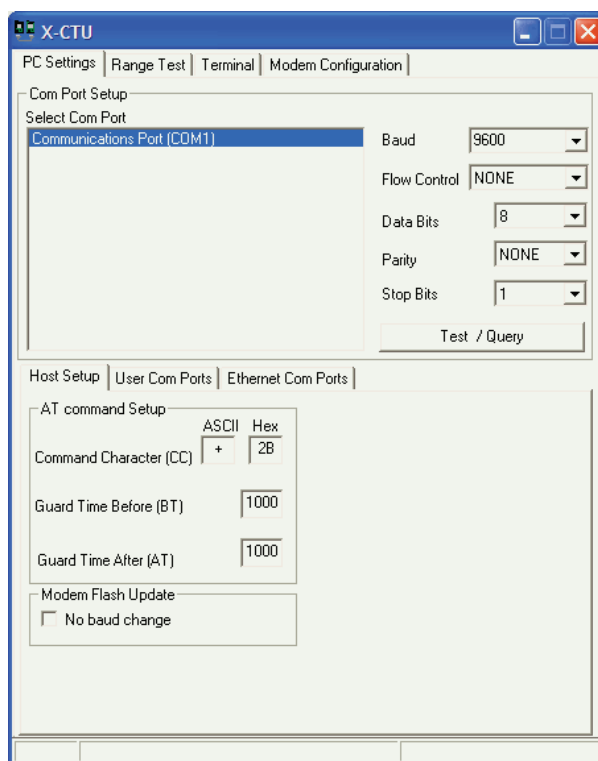 X-CTU
PC Settings Range Test Terminal Modem Configuration
Com Port Setup
Select Com Port
Communications Port (COM1)
Baud 9600
Flow Control NONE
Data Bits 8
Parity NONE
Stop Bits 1
Test / Query
Host Setup User Com Ports Ethernet Com Ports
AT command Setup
ASCII Hex
Command Character (CC) + 2B
Guard Time Before (BT) 1000
Guard Time After (AT) 1000
Modem Flash Update
No baud change